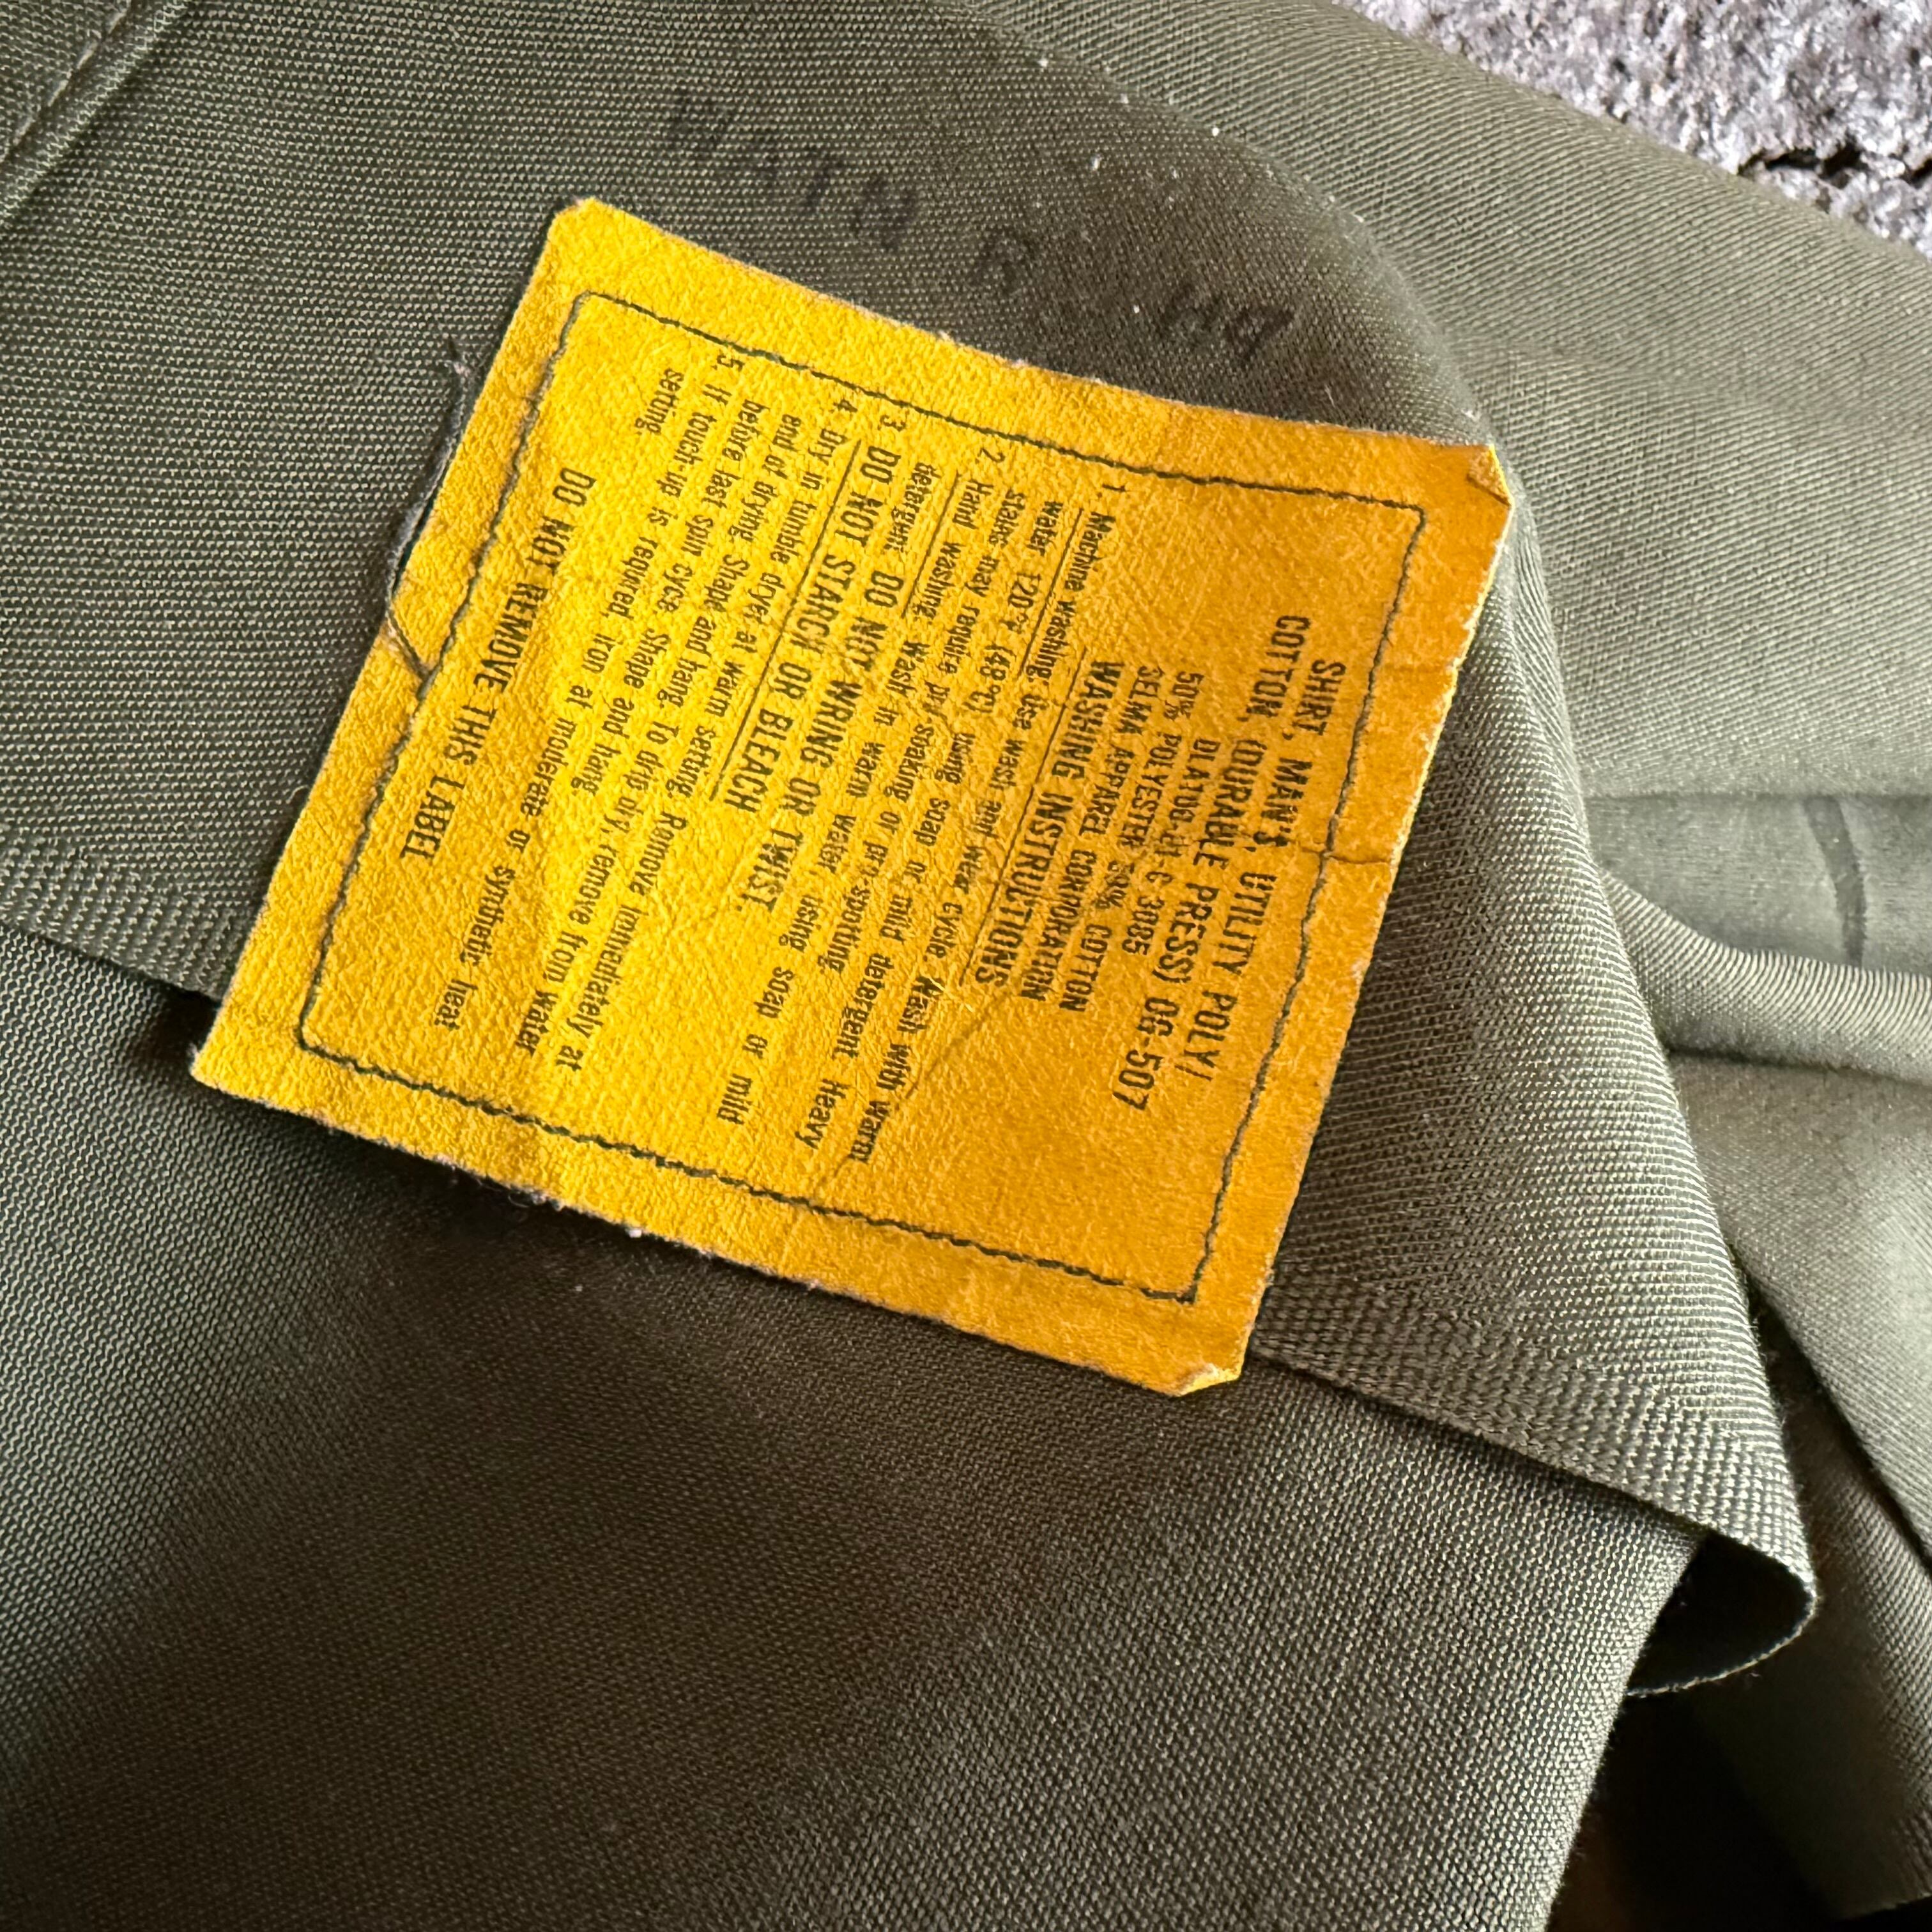 SHIRT, MAN'S, UTILITY POLY/
COTTON, (DURABLE PRESS) OG-507
DLA100-81-C-3085
50% POLYESTER 50% COTTON
SELMA APPAREL CORPORATION
WASHING INSTRUCTIONS
1. Machine washing. Use wash and wear cycle. Wash with warm
water 120°F (48°C) using soap or mild detergent. Heavy
stains may require pre-soaking or pre-spotting.
2. Hand washing. Wash in warm water using soap or mild
detergent. DO NOT WRING OR TWIST.
3. DO NOT STARCH OR BLEACH
4. Dry in tumble dryer at warm setting. Remove immediately at
end of drying. Shape and hang. To drip dry, remove from water
before last spin cycle. Shape and hang.
5. If touch-up is required, iron at moderate or synthetic heat
setting.
DO NOT REMOVE THIS LABEL